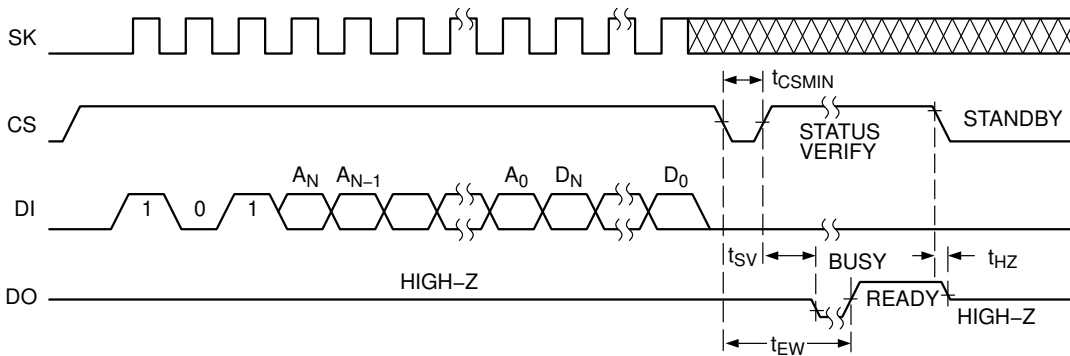 SK
t_CSMIN
CS
STATUS
VERIFY
STANDBY
A_N A_N−1 A_0 D_N D_0
DI 1 0 1
t_SV BUSY t_HZ
DO HIGH−Z READY HIGH−Z
t_EW